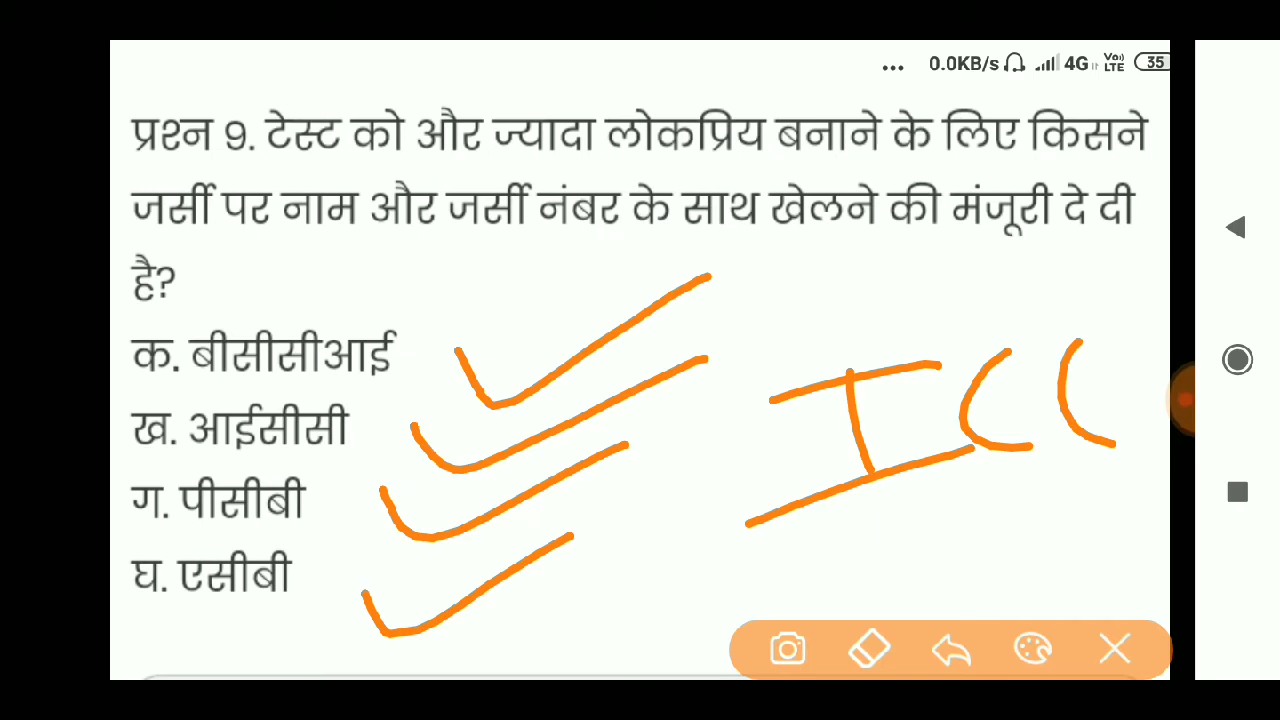 ... 0.0KB/s 4G Vo) LTE 35
प्रश्न 9. टेस्ट को और ज्यादा लोकप्रिय बनाने के लिए किसने
जर्सी पर नाम और जर्सी नंबर के साथ खेलने की मंजूरी दे दी
है?
क. बीसीसीआई
ख. आईसीसी
ICC
ग. पीसीबी
घ. एसीबी